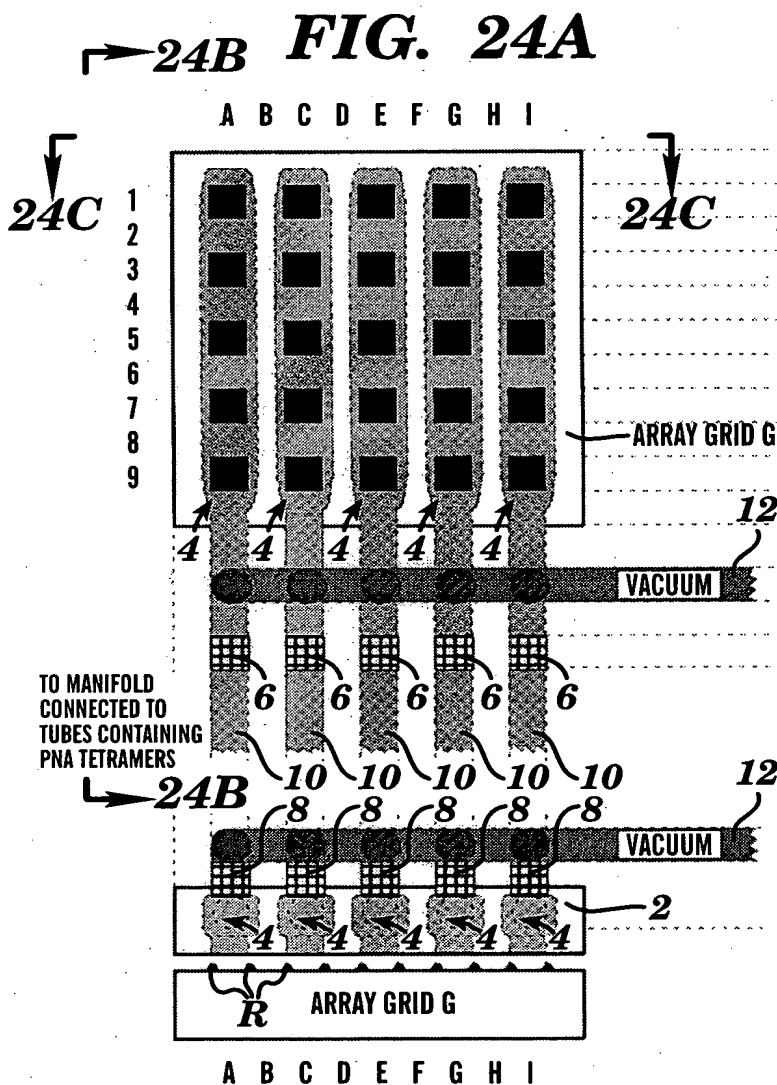 FIG. 24A
24B
A B C D E F G H I
24C 24C
1
2
3
4
5
6
7
8
9
ARRAY GRID G
4 4 4 4 4
12
VACUUM
6 6 6 6 6
TO MANIFOLD
CONNECTED TO
TUBES CONTAINING
PNA TETRAMERS
10 10 10 10 10
24B
8 8 8 8 8
12
VACUUM
2
4 4 4 4 4
R
ARRAY GRID G
A B C D E F G H I